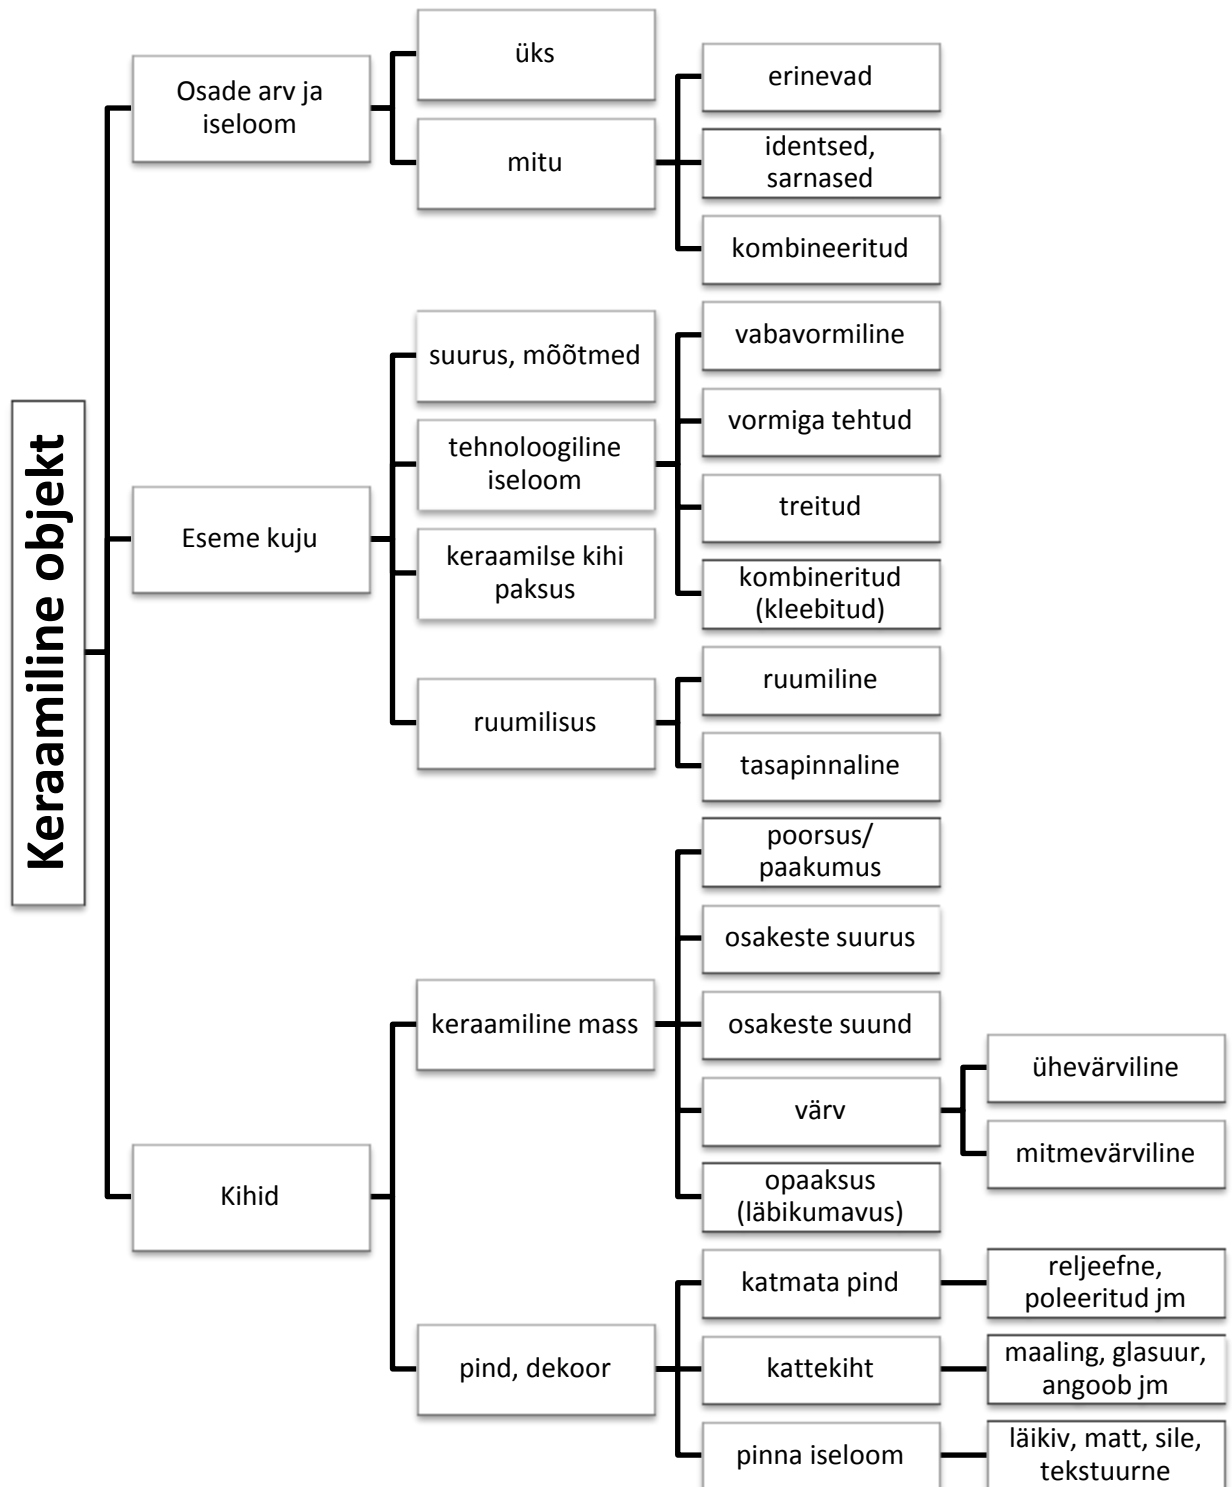 Keraamiline objekt
Osade arv ja
iseloom
üks
mitu
erinevad
identsed,
sarnased
kombineeritud
Eseme kuju
suurus, mõõtmed
tehnoloogiline
iseloom
vabavormiline
vormiga tehtud
treitud
kombineritud
(kleebitud)
keraamilse kihi
paksus
ruumilisus
ruumiline
tasapinnaline
Kihid
keraamiline mass
poorsus/
paakumus
osakeste suurus
osakeste suund
värv
ühevärviline
mitmevärviline
opaaksus
(läbikumavus)
pind, dekoor
katmata pind
reljeefne,
poleeritud jm
kattekiht
maaling, glasuur,
angoob jm
pinna iseloom
läikiv, matt, sile,
tekstuurne